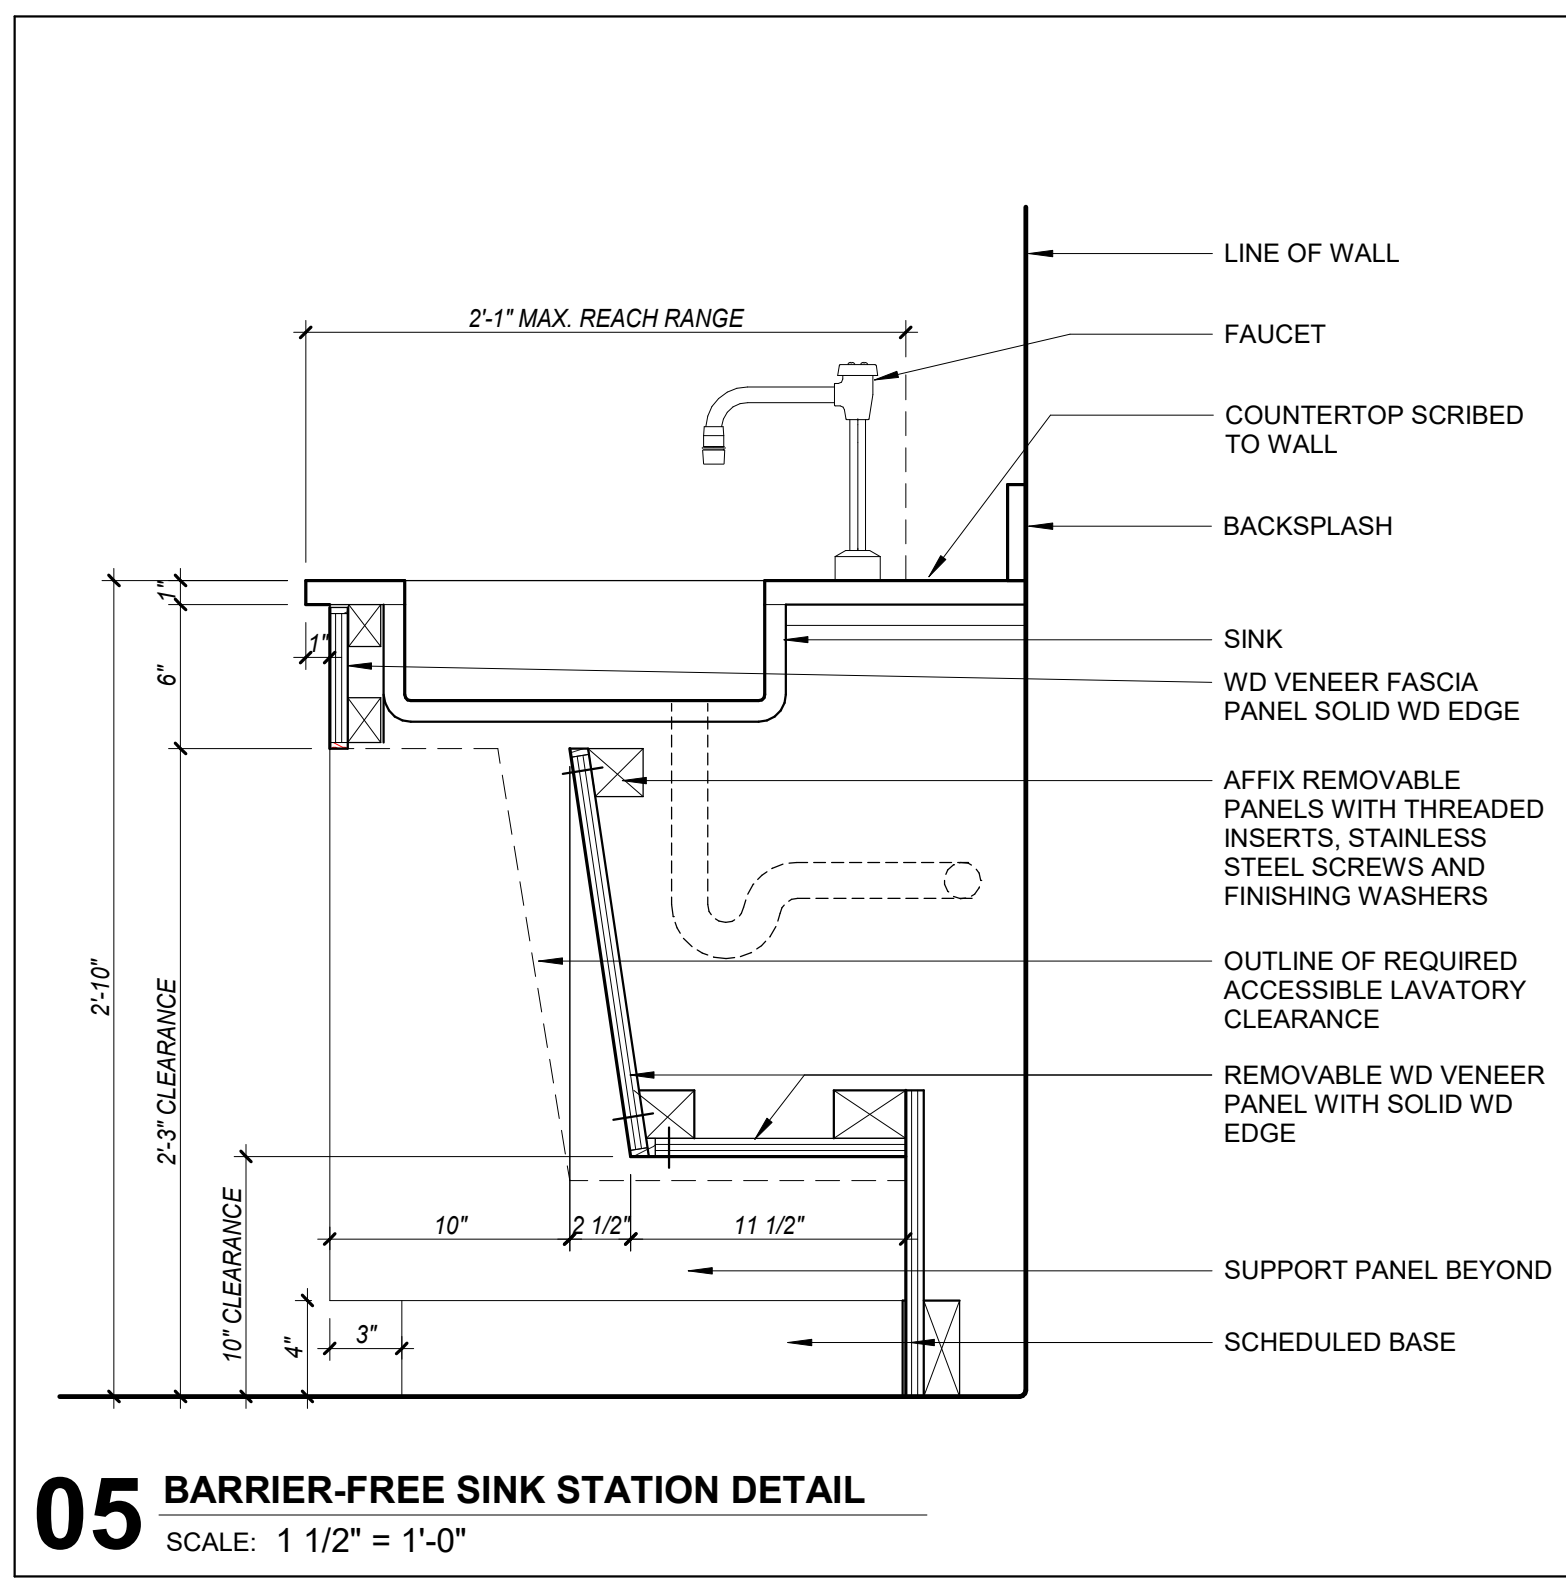 2'-1" MAX. REACH RANGE
LINE OF WALL
FAUCET
COUNTERTOP SCRIBED
TO WALL
BACKSPLASH
SINK
WD VENEER FASCIA
PANEL SOLID WD EDGE
AFFIX REMOVABLE
PANELS WITH THREADED
INSERTS, STAINLESS
STEEL SCREWS AND
FINISHING WASHERS
OUTLINE OF REQUIRED
ACCESSIBLE LAVATORY
CLEARANCE
REMOVABLE WD VENEER
PANEL WITH SOLID WD
EDGE
SUPPORT PANEL BEYOND
SCHEDULED BASE
1"
1"
6"
2'-10"
2'-3" CLEARANCE
10" CLEARANCE
4"
3"
10"
2 1/2"
11 1/2"
05 BARRIER-FREE SINK STATION DETAIL
SCALE: 1 1/2" = 1'-0"